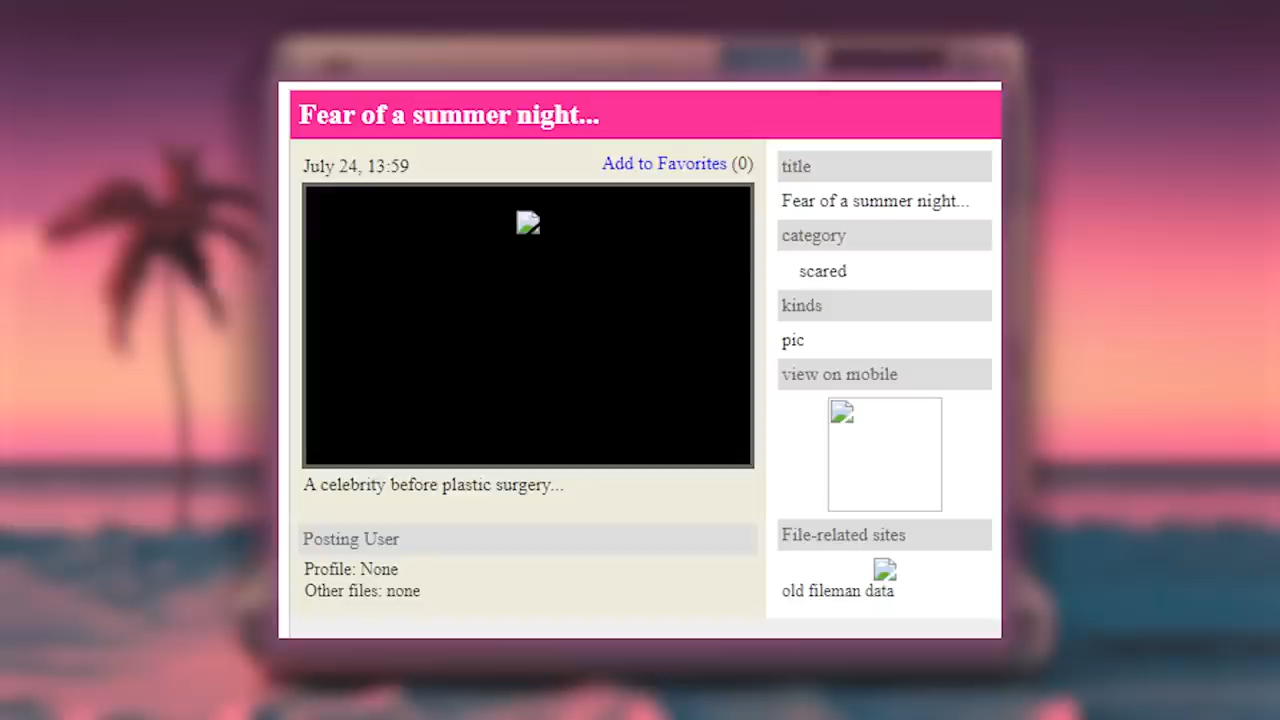 Fear of a summer night...
July 24, 13:59
Add to Favorites (0)
A celebrity before plastic surgery...
Posting User
Profile: None
Other files: none
title
Fear of a summer night...
category
scared
kinds
pic
view on mobile
File-related sites
old fileman data